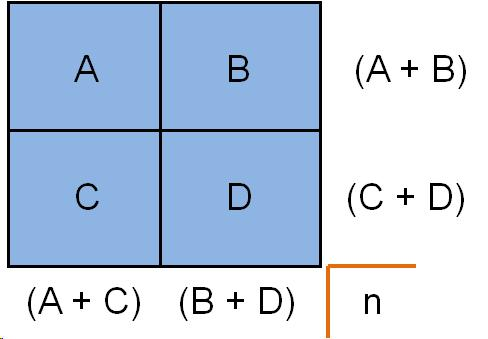 A B (A + B)
C D (C + D)
(A + C) (B + D) n